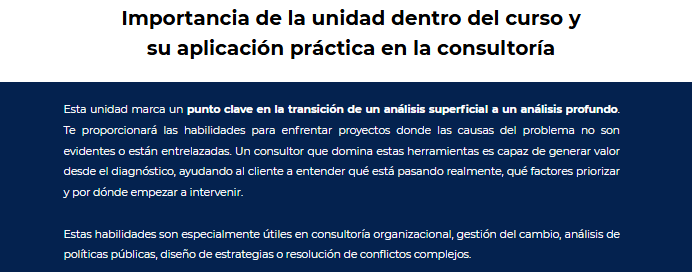 Importancia de la unidad dentro del curso y
su aplicación práctica en la consultoría
Esta unidad marca un punto clave en la transición de un análisis superficial a un análisis profundo.
Te proporcionará las habilidades para enfrentar proyectos donde las causas del problema no son
evidentes o están entrelazadas. Un consultor que domina estas herramientas es capaz de generar valor
desde el diagnóstico, ayudando al cliente a entender qué está pasando realmente, qué factores priorizar
y por dónde empezar a intervenir.
Estas habilidades son especialmente útiles en consultoría organizacional, gestión del cambio, análisis de
políticas públicas, diseño de estrategias o resolución de conflictos complejos.